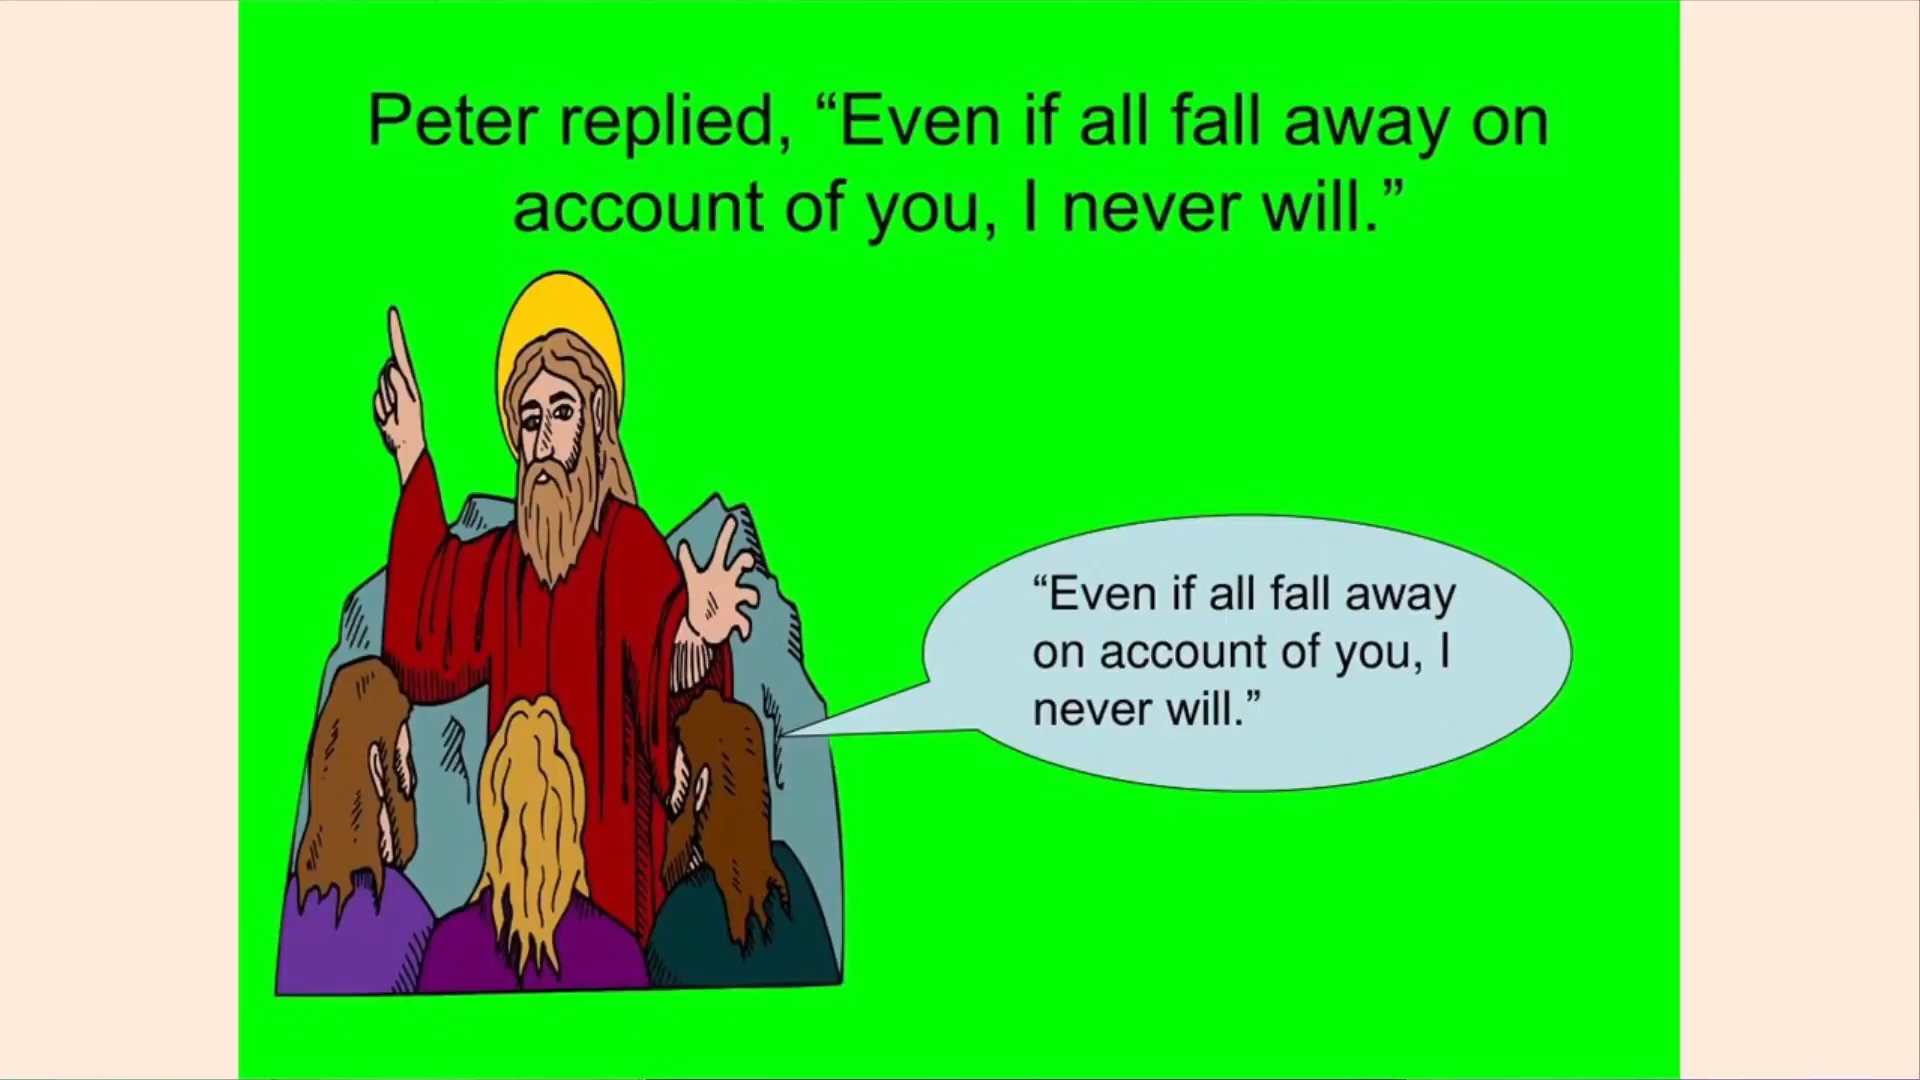 Peter replied, “Even if all fall away on
account of you, I never will.”
“Even if all fall away
on account of you, I
never will.”